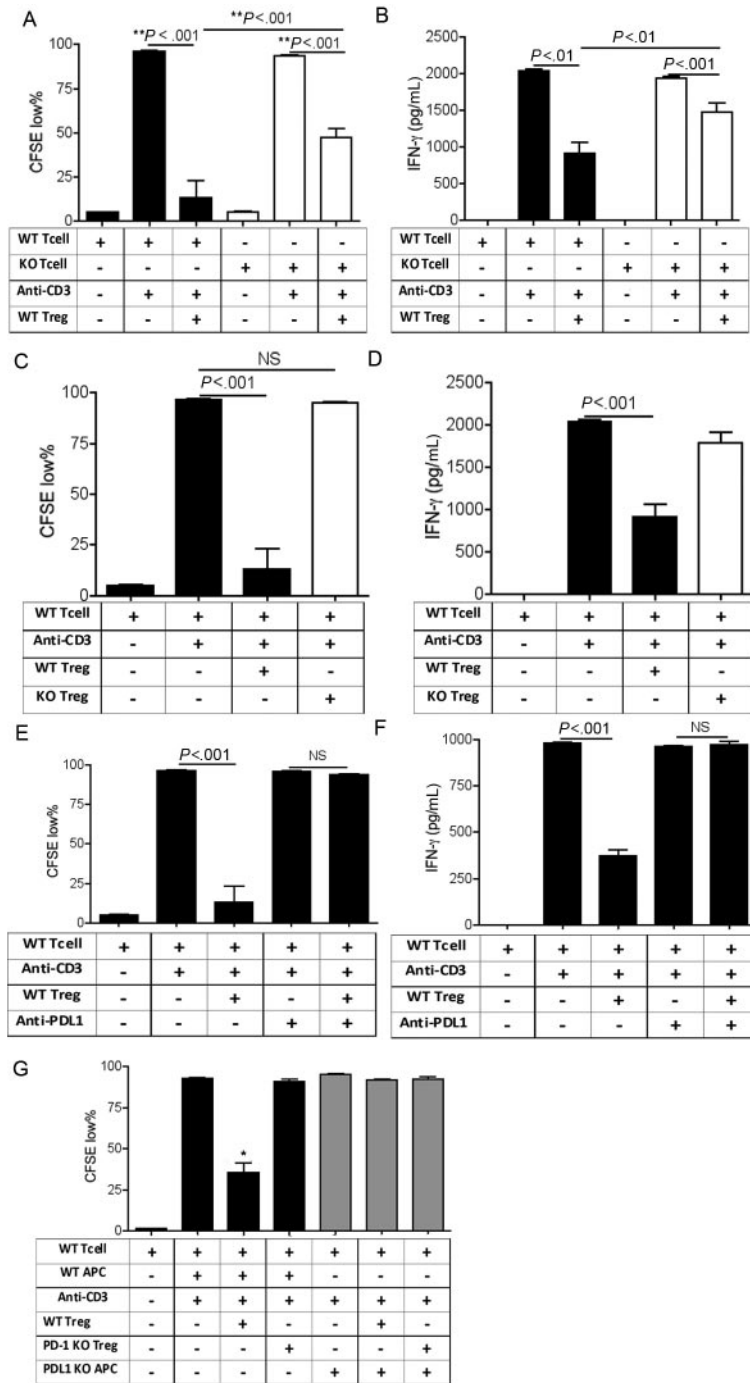 A
**P<.001
**P< .001
**P<.001
CFSE low%
100
75
50
25
0
WT Tcell + + + - - -
KO Tcell - - - + + +
Anti-CD3 - + + - + +
WT Treg - - + - - +
B
P<.01
P<.01
P<.001
IFN-γ (pg/mL)
2000
1500
1000
500
0
WT Tcell + + + - - -
KO Tcell - - - + + +
Anti-CD3 - + + - + +
WT Treg - - + - - +
C
NS
P<.001
CFSE low%
100
75
50
25
0
WT Tcell + + + +
Anti-CD3 - + + +
WT Treg - - + -
KO Treg - - - +
D
P<.001
IFN-γ (pg/mL)
2000
1500
1000
500
0
WT Tcell + + + +
Anti-CD3 - + + +
WT Treg - - + -
KO Treg - - - +
E
P<.001
NS
CFSE low%
100
75
50
25
0
WT Tcell + + + + +
Anti-CD3 - + + + +
WT Treg - - + - +
Anti-PDL1 - - - + +
F
P<.001
NS
IFN-γ (pg/mL)
1000
750
500
250
0
WT Tcell + + + + +
Anti-CD3 - + + + +
WT Treg - - + - +
Anti-PDL1 - - - + +
G
*
CFSE low%
100
75
50
25
0
WT Tcell + + + + + + +
WT APC - + + + - - -
Anti-CD3 - + + + + + +
WT Treg - - + - - + -
PD-1 KO Treg - - - + - - +
PDL1 KO APC - - - - + + +